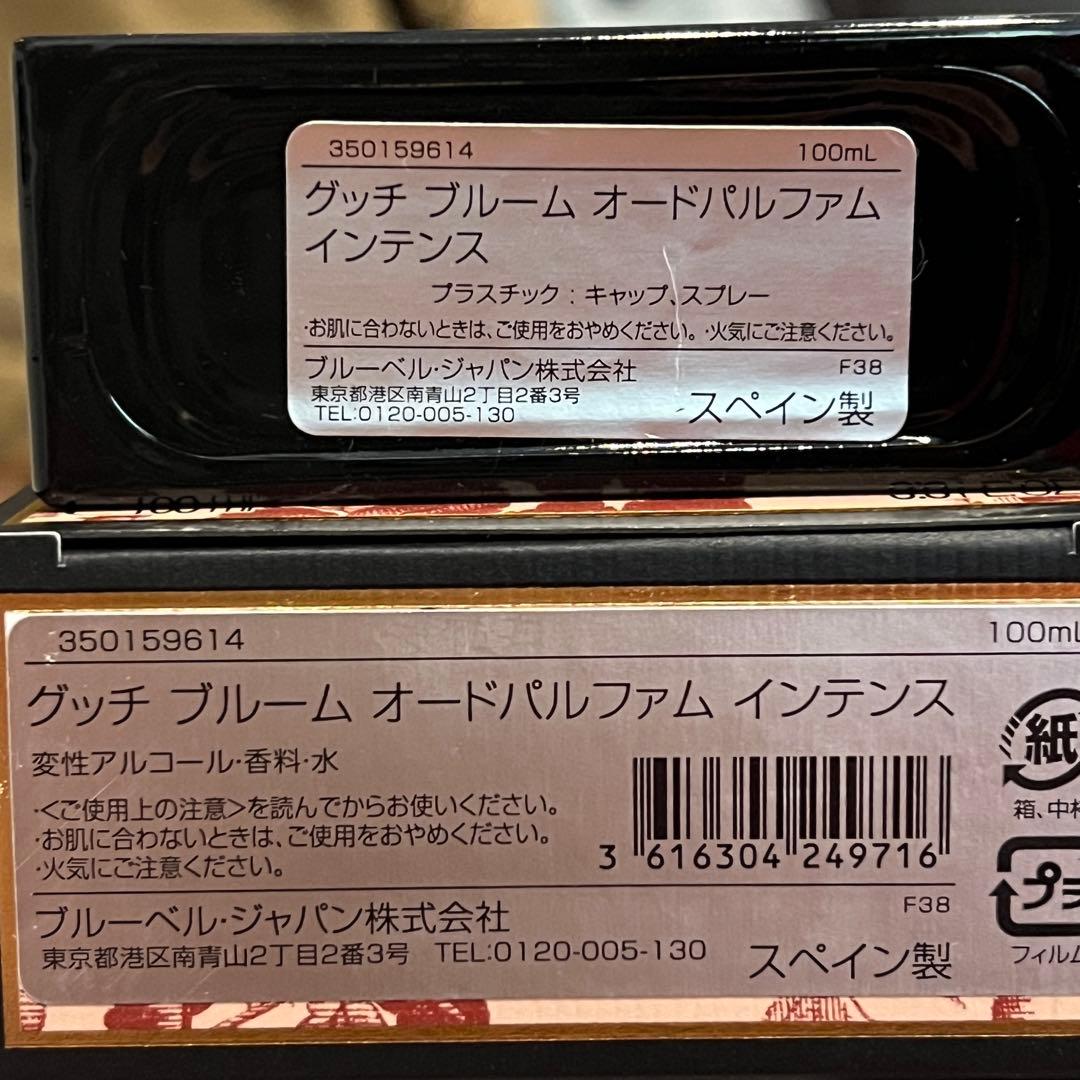 350159614 100mL
グッチ ブルーム オードパルファム
インテンス
プラスチック : キャップ、スプレー
・お肌に合わないときは、ご使用をおやめください。・火気にご注意ください。
ブルーベル・ジャパン株式会社 F38
東京都港区南青山2丁目2番3号
TEL:0120-005-130 スペイン製
350159614 100mL
グッチ ブルーム オードパルファム インテンス
変性アルコール・香料・水
・<ご使用上の注意>を読んでからお使いください。
・お肌に合わないときは、ご使用をおやめください。
・火気にご注意ください。
3 616304 249716
紙
箱、中枠
プラ
フィルム
ブルーベル・ジャパン株式会社 F38
東京都港区南青山2丁目2番3号 TEL:0120-005-130 スペイン製